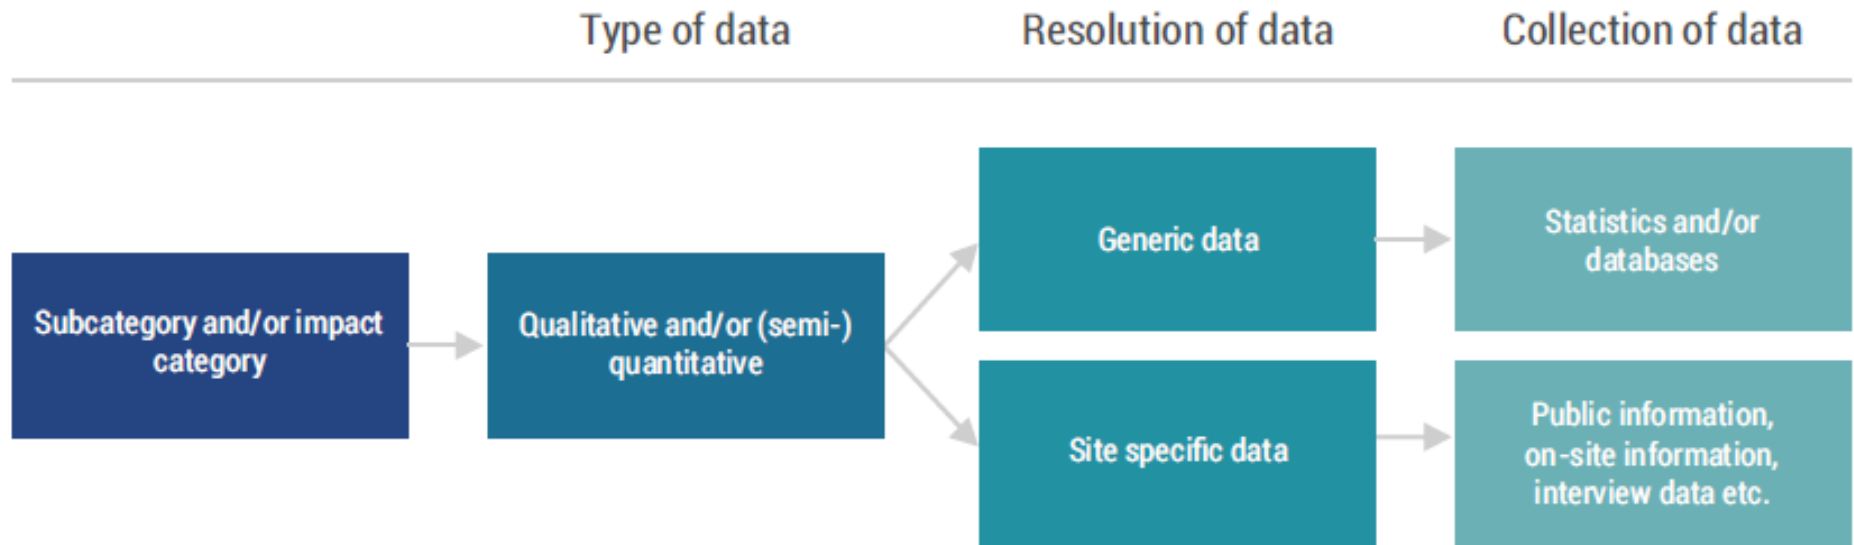 Type of data
Resolution of data
Collection of data
Subcategory and/or impact
category
Qualitative and/or (semi-)
quantitative
Generic data
Statistics and/or
databases
Site specific data
Public information,
on-site information,
interview data etc.